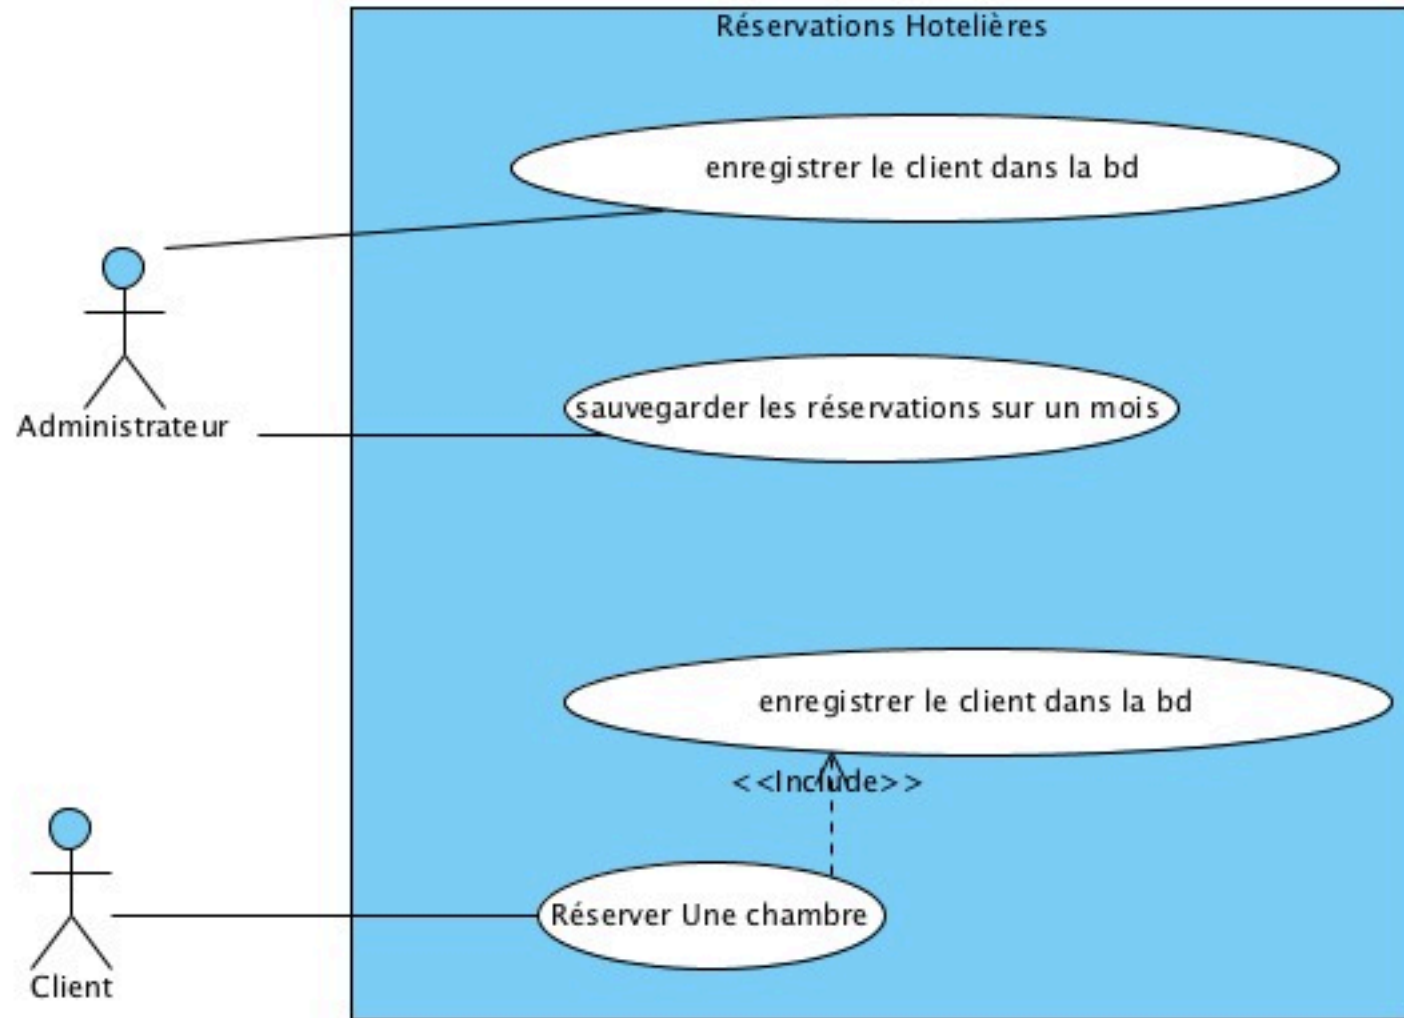 Réservations Hotelières
enregistrer le client dans la bd
Administrateur
sauvegarder les réservations sur un mois
enregistrer le client dans la bd
<<Include>>
Réserver Une chambre
Client